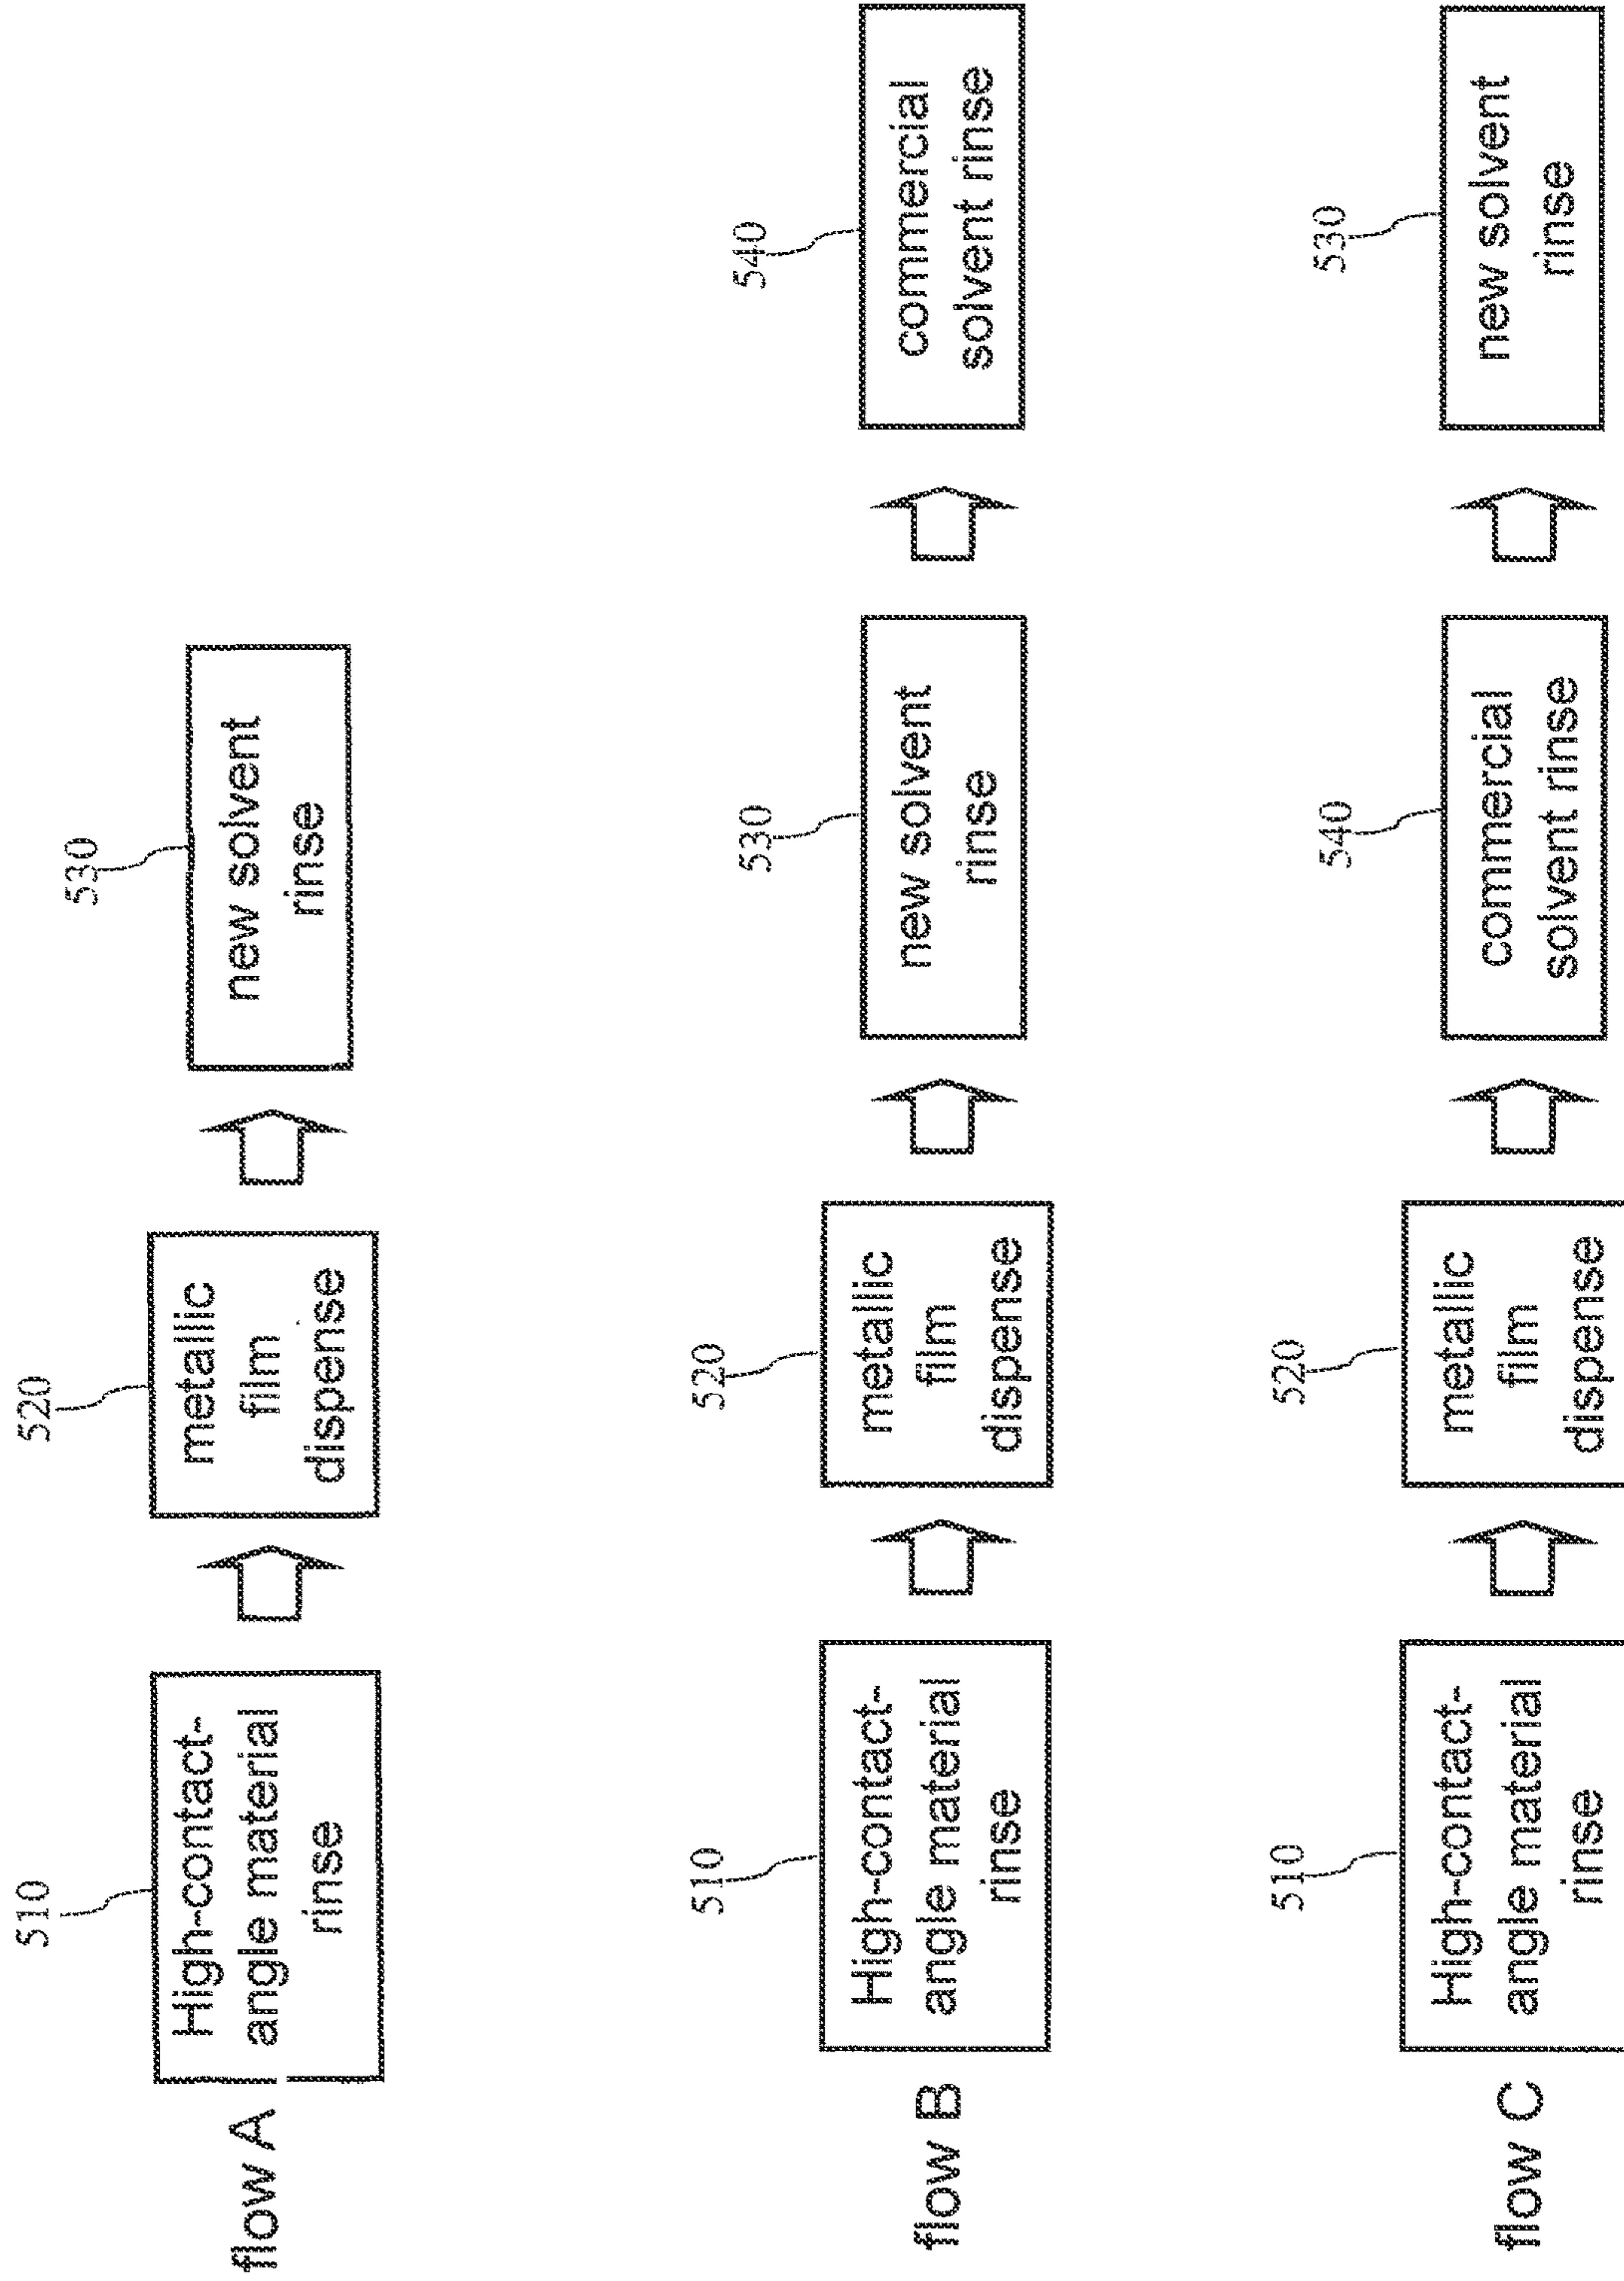 510
520
530
flow A
High-contact-
angle material
rinse
metallic
film
dispense
new solvent
rinse
510
520
530
540
flow B
High-contact-
angle material
rinse
metallic
film
dispense
new solvent
rinse
commercial
solvent rinse
510
520
540
530
flow C
High-contact-
angle material
rinse
metallic
film
dispense
commercial
solvent rinse
new solvent
rinse